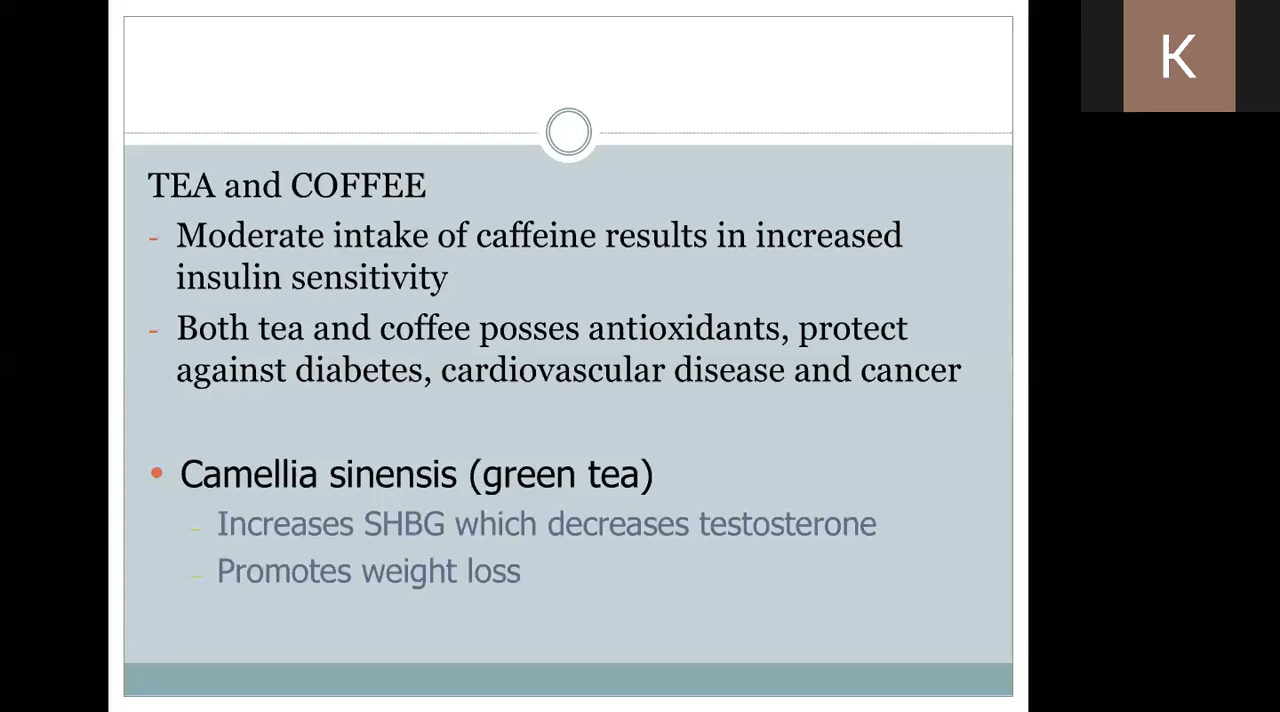 K
TEA and COFFEE
- Moderate intake of caffeine results in increased
insulin sensitivity
- Both tea and coffee posses antioxidants, protect
against diabetes, cardiovascular disease and cancer
• Camellia sinensis (green tea)
– Increases SHBG which decreases testosterone
– Promotes weight loss